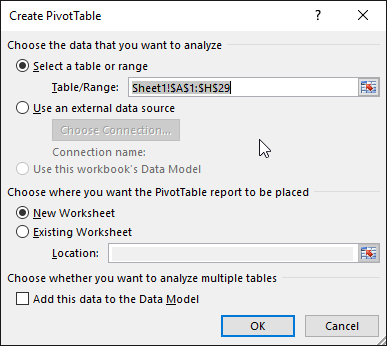 Create PivotTable
Choose the data that you want to analyze
Select a table or range
Table/Range: Sheet1!$A$1:$H$29
Use an external data source
Choose Connection...
Connection name:
Use this workbook's Data Model
Choose where you want the PivotTable report to be placed
New Worksheet
Existing Worksheet
Location:
Choose whether you want to analyze multiple tables
Add this data to the Data Model
OK Cancel